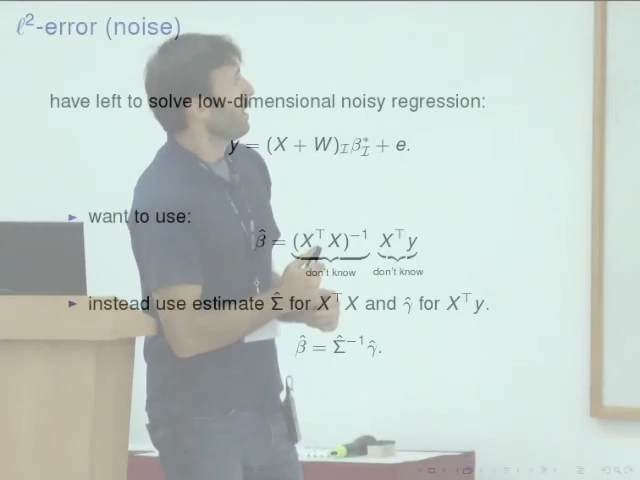 ℓ²-error (noise)
have left to solve low-dimensional noisy regression:
y = (X + W)_I β*_I + e.
► want to use:
β̂ = (X⊤X)⁻¹ X⊤y
don't know don't know
► instead use estimate Σ̂ for X⊤X and γ̂ for X⊤y.
β̂ = Σ̂⁻¹γ̂.